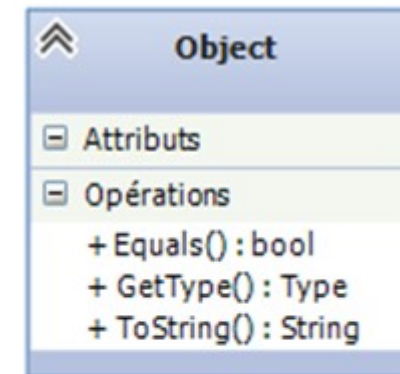 Object
Attributs
Opérations
+ Equals() : bool
+ GetType() : Type
+ ToString() : String